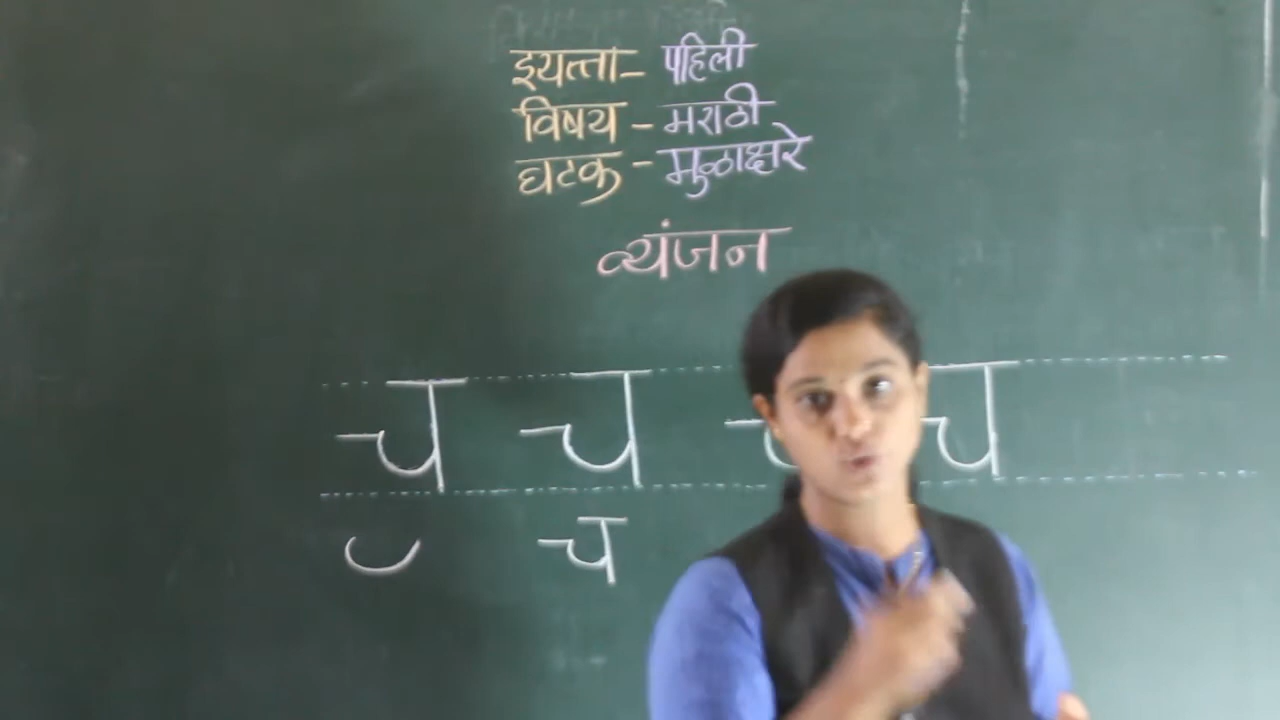 इयत्ता - पहिली
विषय - मराठी
घटक - मुळाक्षरे
व्यंजन
च च च च
च